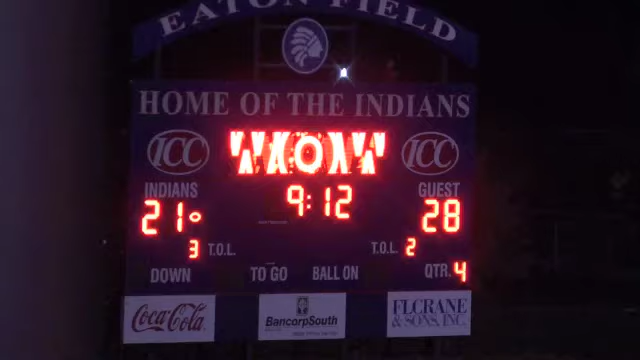 EATON FIELD
HOME OF THE INDIANS
ICC WOW ICC
INDIANS 9:12 GUEST
21 28
3 T.O.L. T.O.L. 2
DOWN TO GO BALL ON QTR. 4
Coca-Cola BancorpSouth FLCRANE
& SONS, INC.